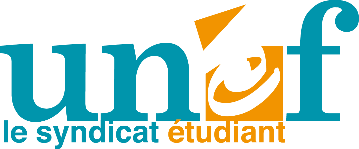 unef
le syndicat étudiant